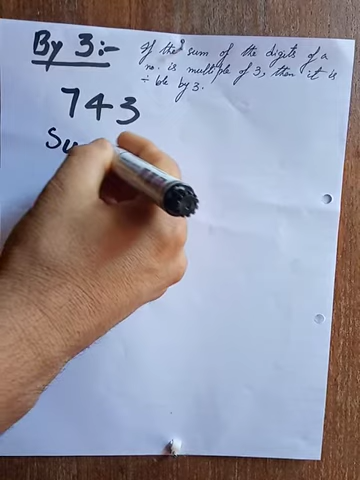 By 3:-
If the sum of the digits of a
no. is multiple of 3, then it is
÷ble by 3.
743
Su